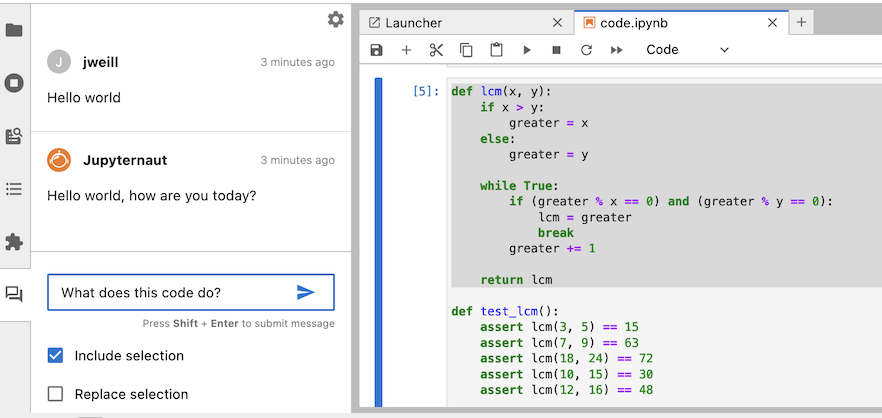 J jweill 3 minutes ago
Hello world
Jupyternaut 3 minutes ago
Hello world, how are you today?
What does this code do?
Press Shift + Enter to submit message
Include selection
Replace selection
Launcher
code.ipynb
Code
[5]: def lcm(x, y):
    if x > y:
        greater = x
    else:
        greater = y

    while True:
        if (greater % x == 0) and (greater % y == 0):
            lcm = greater
            break
        greater += 1

    return lcm

def test_lcm():
    assert lcm(3, 5) == 15
    assert lcm(7, 9) == 63
    assert lcm(18, 24) == 72
    assert lcm(10, 15) == 30
    assert lcm(12, 16) == 48